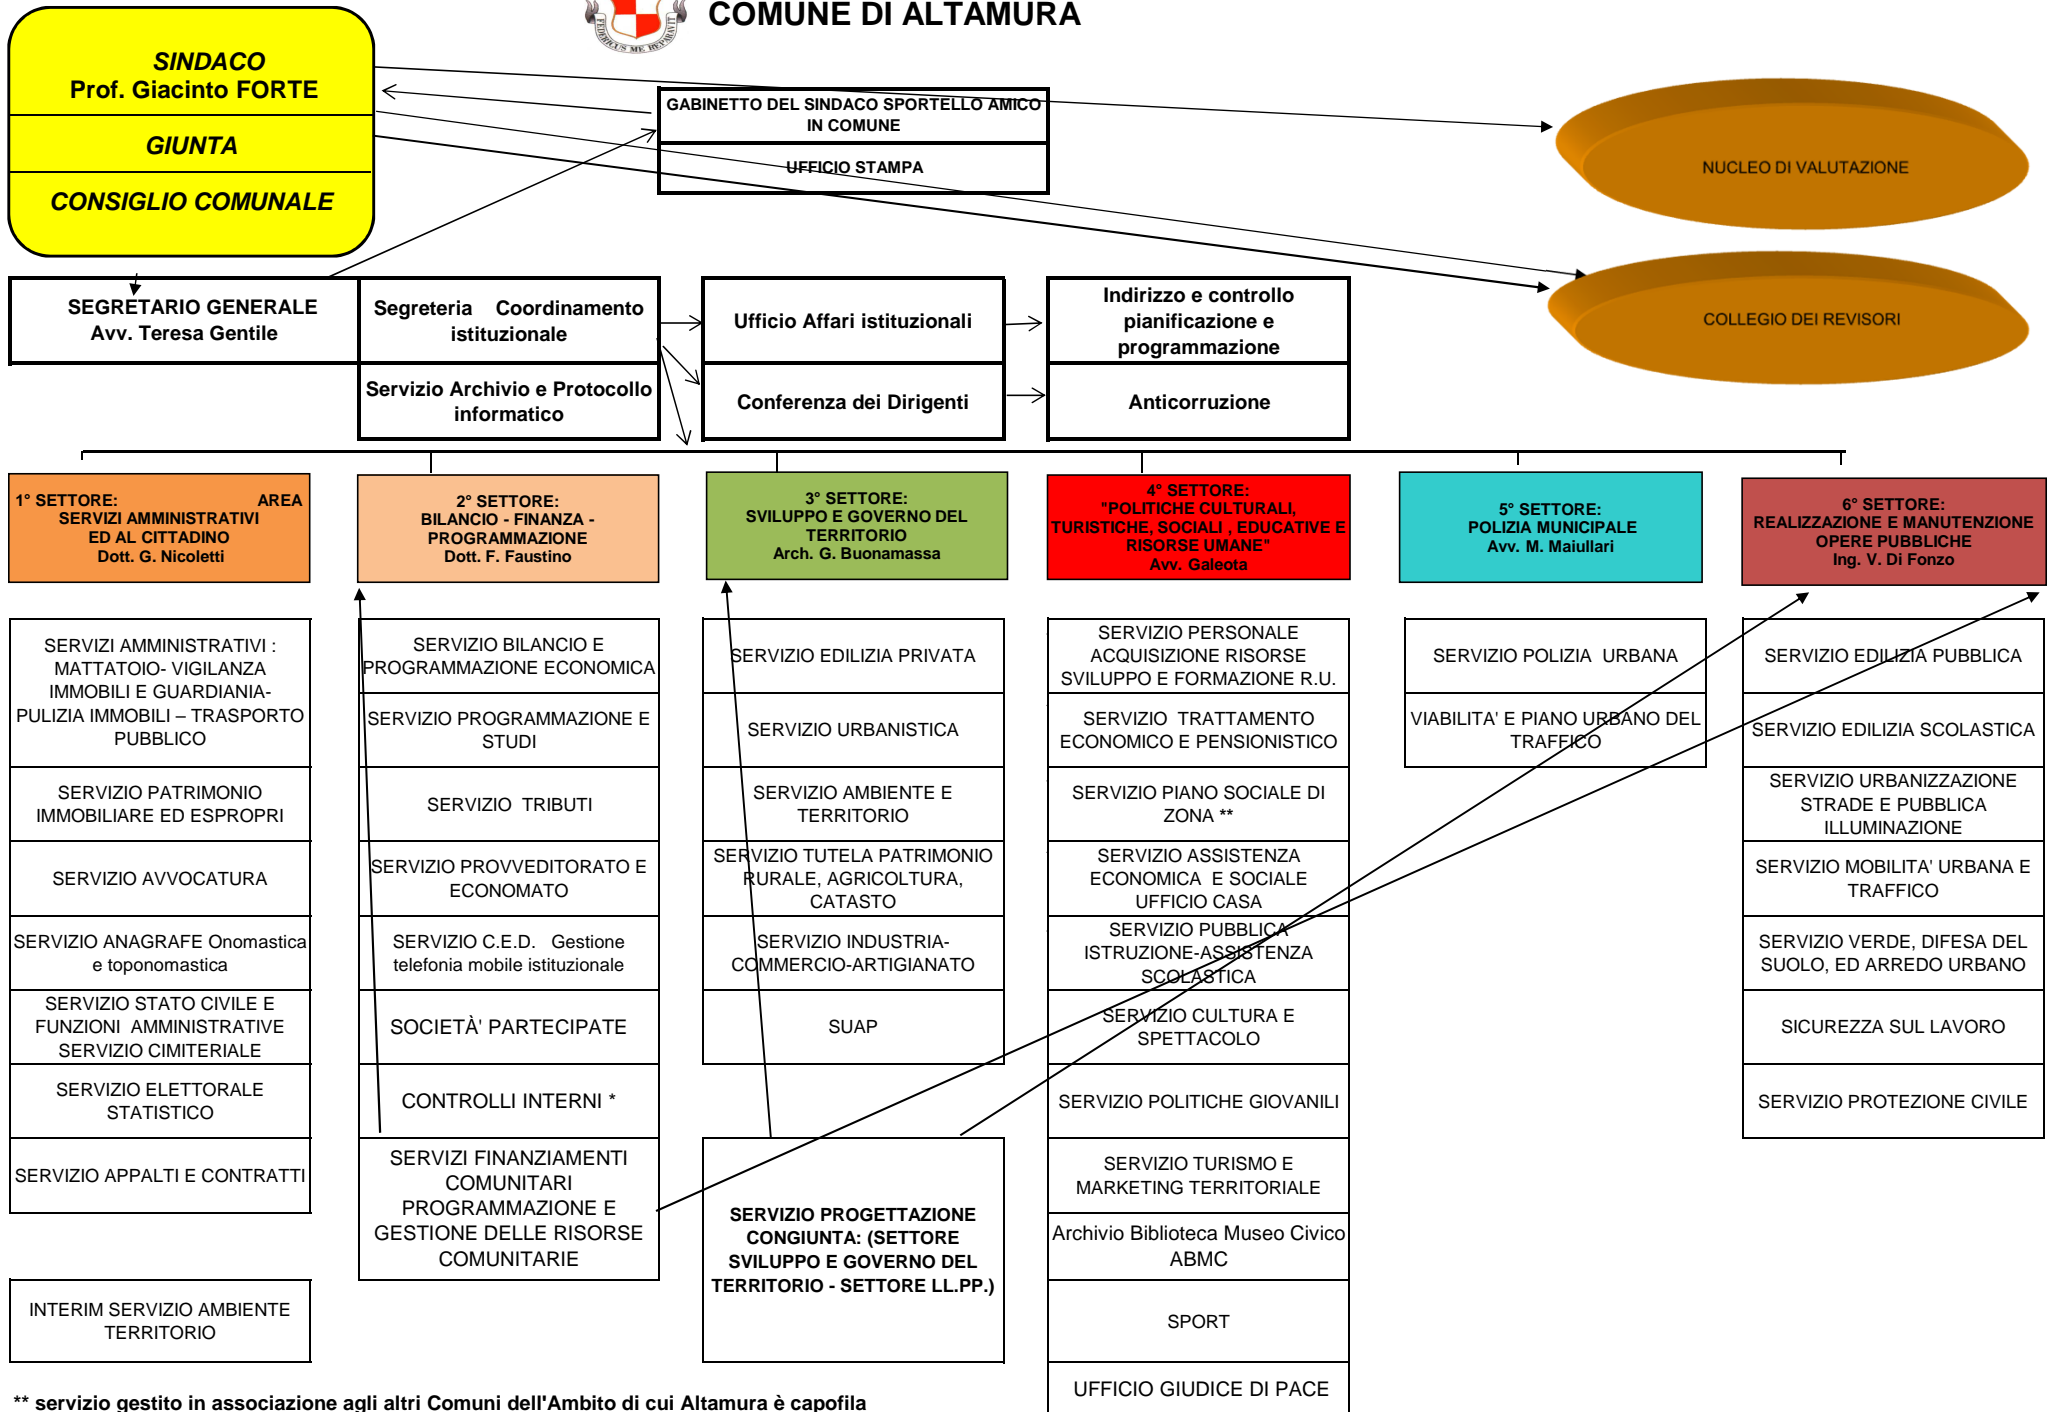 COMUNE DI ALTAMURA
FEDERICUS ME REPARAVIT
SINDACO
Prof. Giacinto FORTE
GIUNTA
CONSIGLIO COMUNALE
GABINETTO DEL SINDACO SPORTELLO AMICO
IN COMUNE
UFFICIO STAMPA
NUCLEO DI VALUTAZIONE
COLLEGIO DEI REVISORI
SEGRETARIO GENERALE
Avv. Teresa Gentile
Segreteria Coordinamento
istituzionale
Servizio Archivio e Protocollo
informatico
Ufficio Affari istituzionali
Conferenza dei Dirigenti
Indirizzo e controllo
pianificazione e
programmazione
Anticorruzione
1° SETTORE: AREA
SERVIZI AMMINISTRATIVI
ED AL CITTADINO
Dott. G. Nicoletti
2° SETTORE:
BILANCIO - FINANZA -
PROGRAMMAZIONE
Dott. F. Faustino
3° SETTORE:
SVILUPPO E GOVERNO DEL
TERRITORIO
Arch. G. Buonamassa
4° SETTORE:
"POLITICHE CULTURALI,
TURISTICHE, SOCIALI , EDUCATIVE E
RISORSE UMANE"
Avv. Galeota
5° SETTORE:
POLIZIA MUNICIPALE
Avv. M. Maiullari
6° SETTORE:
REALIZZAZIONE E MANUTENZIONE
OPERE PUBBLICHE
Ing. V. Di Fonzo
SERVIZI AMMINISTRATIVI :
MATTATOIO- VIGILANZA
IMMOBILI E GUARDIANIA-
PULIZIA IMMOBILI – TRASPORTO
PUBBLICO
SERVIZIO PATRIMONIO
IMMOBILIARE ED ESPROPRI
SERVIZIO AVVOCATURA
SERVIZIO ANAGRAFE Onomastica
e toponomastica
SERVIZIO STATO CIVILE E
FUNZIONI AMMINISTRATIVE
SERVIZIO CIMITERIALE
SERVIZIO ELETTORALE
STATISTICO
SERVIZIO APPALTI E CONTRATTI
INTERIM SERVIZIO AMBIENTE
TERRITORIO
SERVIZIO BILANCIO E
PROGRAMMAZIONE ECONOMICA
SERVIZIO PROGRAMMAZIONE E
STUDI
SERVIZIO TRIBUTI
SERVIZIO PROVVEDITORATO E
ECONOMATO
SERVIZIO C.E.D. Gestione
telefonia mobile istituzionale
SOCIETÀ' PARTECIPATE
CONTROLLI INTERNI *
SERVIZI FINANZIAMENTI
COMUNITARI
PROGRAMMAZIONE E
GESTIONE DELLE RISORSE
COMUNITARIE
SERVIZIO EDILIZIA PRIVATA
SERVIZIO URBANISTICA
SERVIZIO AMBIENTE E
TERRITORIO
SERVIZIO TUTELA PATRIMONIO
RURALE, AGRICOLTURA,
CATASTO
SERVIZIO INDUSTRIA-
COMMERCIO-ARTIGIANATO
SUAP
SERVIZIO PROGETTAZIONE
CONGIUNTA: (SETTORE
SVILUPPO E GOVERNO DEL
TERRITORIO - SETTORE LL.PP.)
SERVIZIO PERSONALE
ACQUISIZIONE RISORSE
SVILUPPO E FORMAZIONE R.U.
SERVIZIO TRATTAMENTO
ECONOMICO E PENSIONISTICO
SERVIZIO PIANO SOCIALE DI
ZONA **
SERVIZIO ASSISTENZA
ECONOMICA E SOCIALE
UFFICIO CASA
SERVIZIO PUBBLICA
ISTRUZIONE-ASSISTENZA
SCOLASTICA
SERVIZIO CULTURA E
SPETTACOLO
SERVIZIO POLITICHE GIOVANILI
SERVIZIO TURISMO E
MARKETING TERRITORIALE
Archivio Biblioteca Museo Civico
ABMC
SPORT
UFFICIO GIUDICE DI PACE
SERVIZIO POLIZIA URBANA
VIABILITA' E PIANO URBANO DEL
TRAFFICO
SERVIZIO EDILIZIA PUBBLICA
SERVIZIO EDILIZIA SCOLASTICA
SERVIZIO URBANIZZAZIONE
STRADE E PUBBLICA
ILLUMINAZIONE
SERVIZIO MOBILITA' URBANA E
TRAFFICO
SERVIZIO VERDE, DIFESA DEL
SUOLO, ED ARREDO URBANO
SICUREZZA SUL LAVORO
SERVIZIO PROTEZIONE CIVILE
** servizio gestito in associazione agli altri Comuni dell'Ambito di cui Altamura è capofila